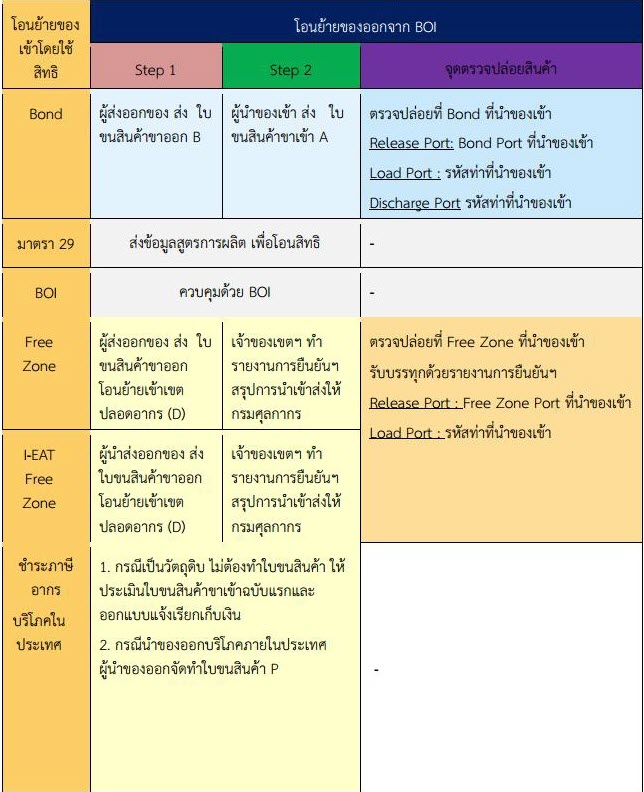 โอนย้ายของ
เข้าโดยใช้
สิทธิ
โอนย้ายของออกจาก BOI
Step 1
Step 2
จุดตรวจปล่อยสินค้า
Bond
ผู้ส่งออกของ ส่ง ใบ
ขนสินค้าขาออก B
ผู้นำของเข้า ส่ง ใบ
ขนสินค้าขาเข้า A
ตรวจปล่อยที่ Bond ที่นำของเข้า
Release Port: Bond Port ที่นำของเข้า
Load Port : รหัสท่าที่นำของเข้า
Discharge Port รหัสท่าที่นำของเข้า
มาตรา 29
ส่งข้อมูลสูตรการผลิต เพื่อโอนสิทธิ
-
BOI
ควบคุมด้วย BOI
-
Free
Zone
ผู้ส่งออกของ ส่ง ใบ
ขนสินค้าขาออก
โอนย้ายเข้าเขต
ปลอดอากร (D)
เจ้าของเขตฯ ทำ
รายงานการยืนยันฯ
สรุปการนำเข้าส่งให้
กรมศุลกากร
ตรวจปล่อยที่ Free Zone ที่นำของเข้า
รับบรรทุกด้วยรายงานการยืนยันฯ
Release Port : Free Zone Port ที่นำของเข้า
Load Port : รหัสท่าที่นำของเข้า
I-EAT
Free
Zone
ผู้นำส่งออกของ ส่ง
ใบขนสินค้าขาออก
โอนย้ายเข้าเขต
ปลอดอากร (D)
เจ้าของเขตฯ ทำ
รายงานการยืนยันฯ
สรุปการนำเข้าส่งให้
กรมศุลกากร
ชำระภาษี
อากร
บริโภคใน
ประเทศ
1. กรณีเป็นวัตถุดิบ ไม่ต้องทำใบขนสินค้า ให้
ประเมินใบขนสินค้าขาเข้าฉบับแรกและ
ออกแบบแจ้งเรียกเก็บเงิน
2. กรณีนำของออกบริโภคภายในประเทศ
ผู้นำของออกจัดทำใบขนสินค้า P
-